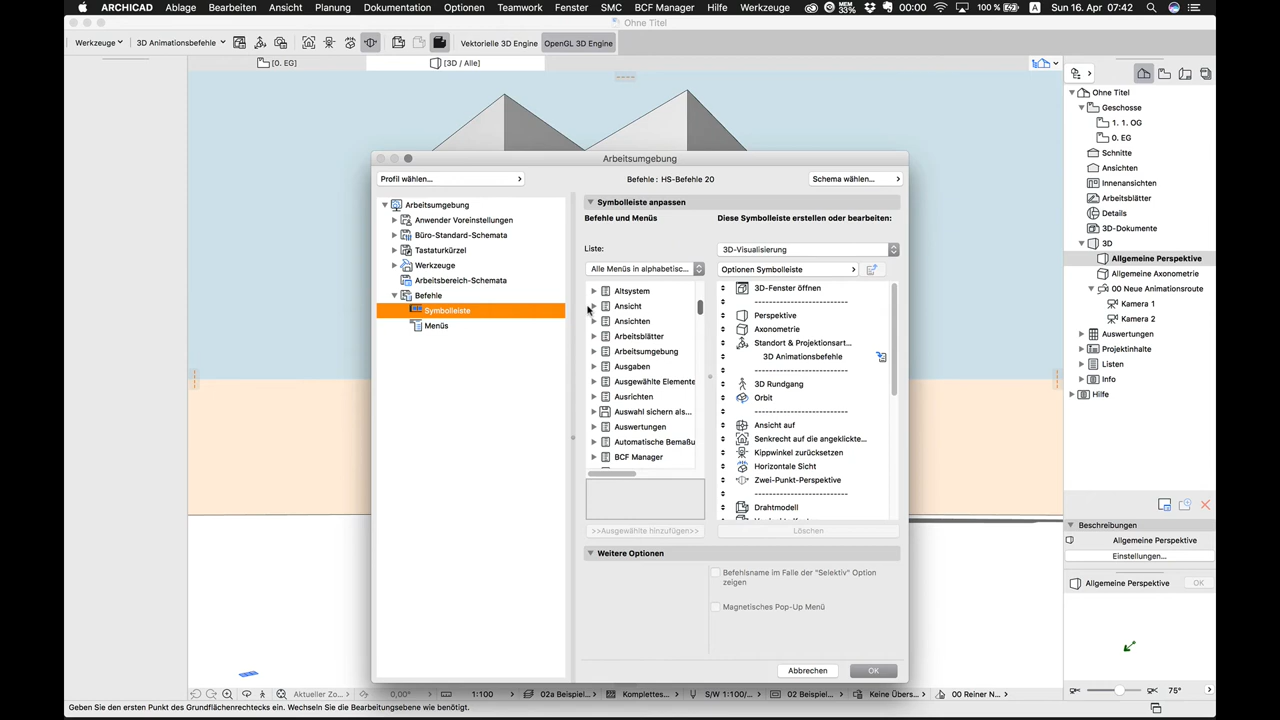 ARCHICAD Ablage Bearbeiten Ansicht Planung Dokumentation Optionen Teamwork Fenster SMC BCF Manager Hilfe Werkzeuge MEM 33% 00:00 100 % A Sun 16. Apr 07:42
Ohne Titel
Werkzeuge 3D Animationsbefehle Vektorielle 3D Engine OpenGL 3D Engine
[0. EG] [3D / Alle]
Arbeitsumgebung
Profil wählen... Befehle : HS-Befehle 20 Schema wählen...
Arbeitsumgebung
Anwender Voreinstellungen
Büro-Standard-Schemata
Tastaturkürzel
Werkzeuge
Arbeitsbereich-Schemata
Befehle
Symbolleiste
Menüs
Symbolleiste anpassen
Befehle und Menüs
Liste:
Alle Menüs in alphabetisc...
Altsystem
Ansicht
Ansichten
Arbeitsblätter
Arbeitsumgebung
Ausgaben
Ausgewählte Elemente
Ausrichten
Auswahl sichern als...
Auswertungen
Automatische Bemaßu
BCF Manager
>>Ausgewählte hinzufügen>>
Diese Symbolleiste erstellen oder bearbeiten:
3D-Visualisierung
Optionen Symbolleiste
3D-Fenster öffnen
------------------------
Perspektive
Axonometrie
Standort & Projektionsart...
3D Animationsbefehle
------------------------
3D Rundgang
Orbit
------------------------
Ansicht auf
Senkrecht auf die angeklickte...
Kippwinkel zurücksetzen
Horizontale Sicht
Zwei-Punkt-Perspektive
------------------------
Drahtmodell
Löschen
Weitere Optionen
Befehlsname im Falle der "Selektiv" Option
zeigen
Magnetisches Pop-Up Menü
Abbrechen OK
Ohne Titel
Geschosse
1. 1. OG
0. EG
Schnitte
Ansichten
Innenansichten
Arbeitsblätter
Details
3D-Dokumente
3D
Allgemeine Perspektive
Allgemeine Axonometrie
00 Neue Animationsroute
Kamera 1
Kamera 2
Auswertungen
Projektinhalte
Listen
Info
Hilfe
Beschreibungen
Allgemeine Perspektive
Einstellungen...
Allgemeine Perspektive OK
75°
Aktueller Zo... 0,00° 1:100 02a Beispiel... Komplettes... S/W 1:100/... 02 Beispiel... Keine Übers... 00 Reiner N...
Geben Sie den ersten Punkt des Grundflächenrechtecks ein. Wechseln Sie die Bearbeitungsebene wie benötigt.